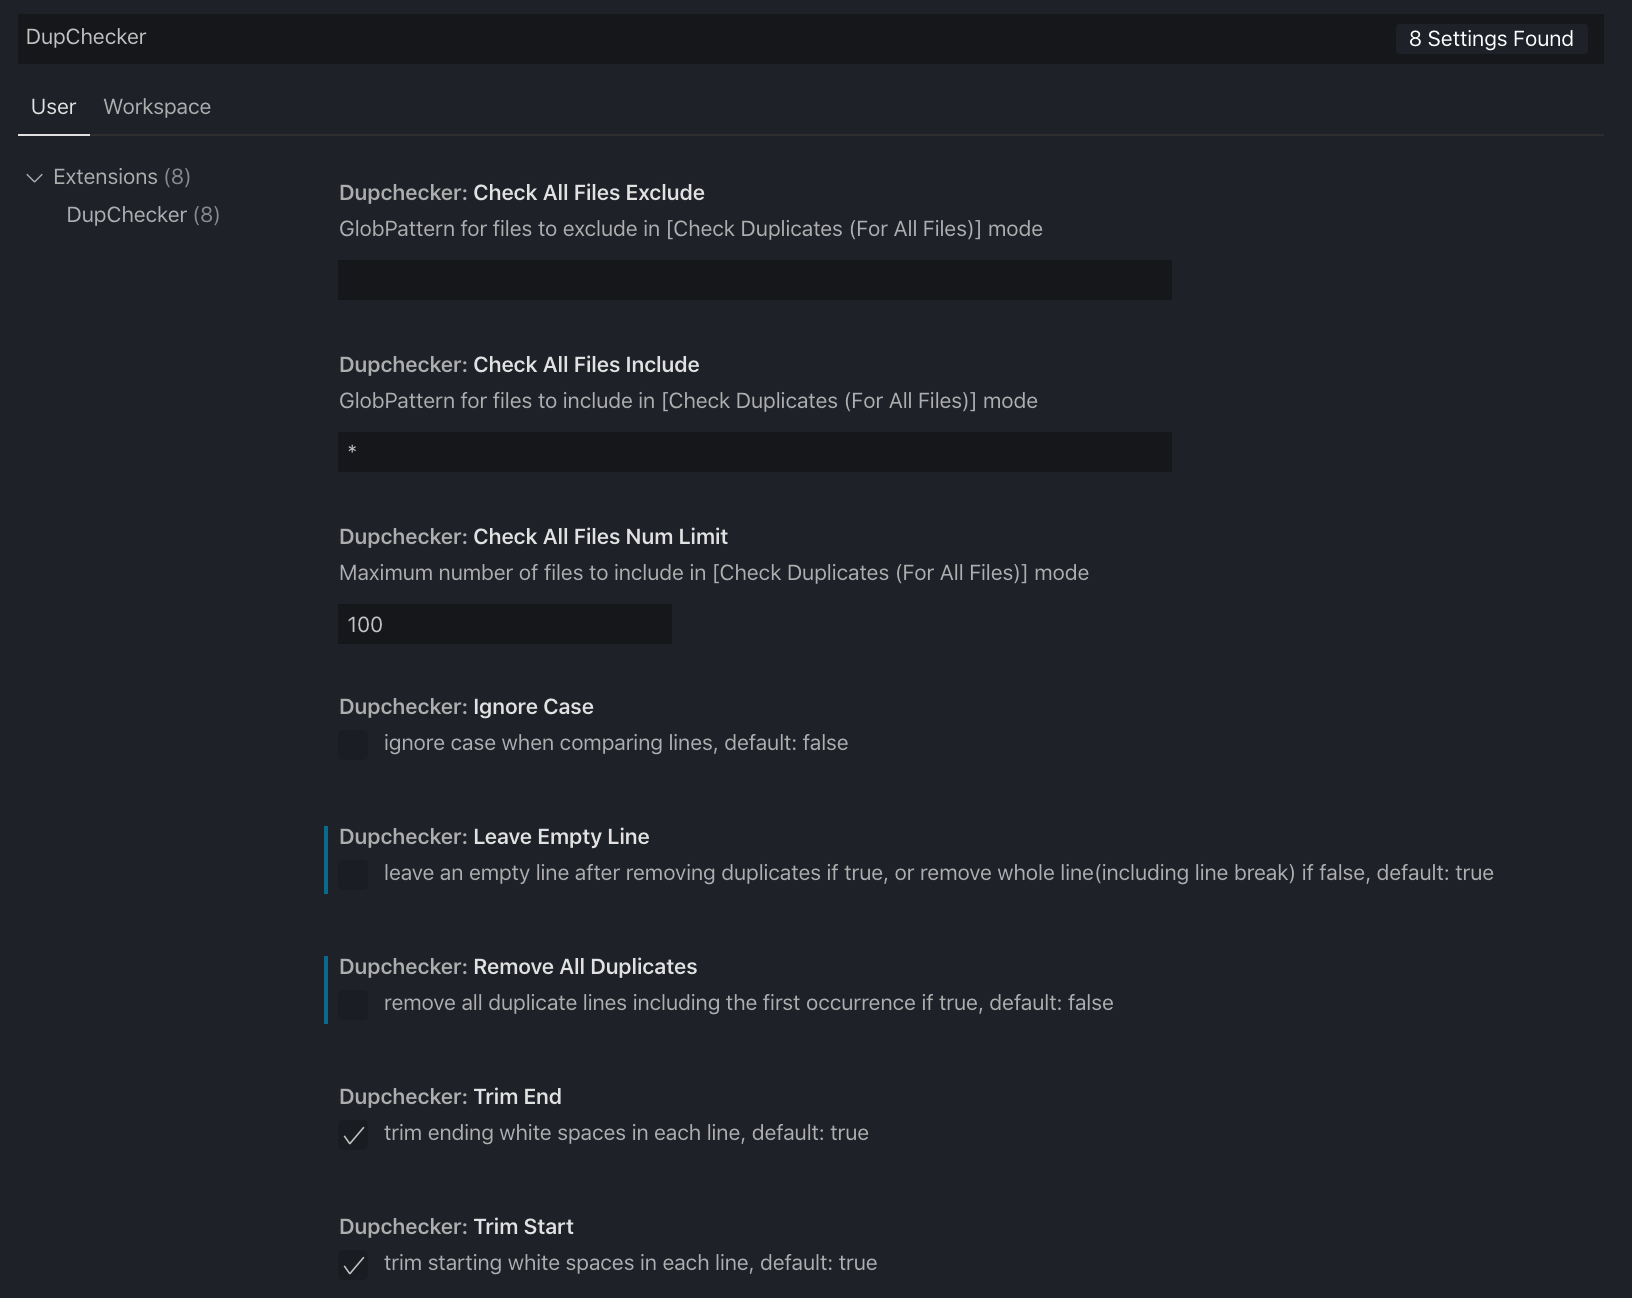 DupChecker
8 Settings Found
User Workspace
Extensions (8)
DupChecker (8)
Dupchecker: Check All Files Exclude
GlobPattern for files to exclude in [Check Duplicates (For All Files)] mode
Dupchecker: Check All Files Include
GlobPattern for files to include in [Check Duplicates (For All Files)] mode
*
Dupchecker: Check All Files Num Limit
Maximum number of files to include in [Check Duplicates (For All Files)] mode
100
Dupchecker: Ignore Case
ignore case when comparing lines, default: false
Dupchecker: Leave Empty Line
leave an empty line after removing duplicates if true, or remove whole line(including line break) if false, default: true
Dupchecker: Remove All Duplicates
remove all duplicate lines including the first occurrence if true, default: false
Dupchecker: Trim End
trim ending white spaces in each line, default: true
Dupchecker: Trim Start
trim starting white spaces in each line, default: true